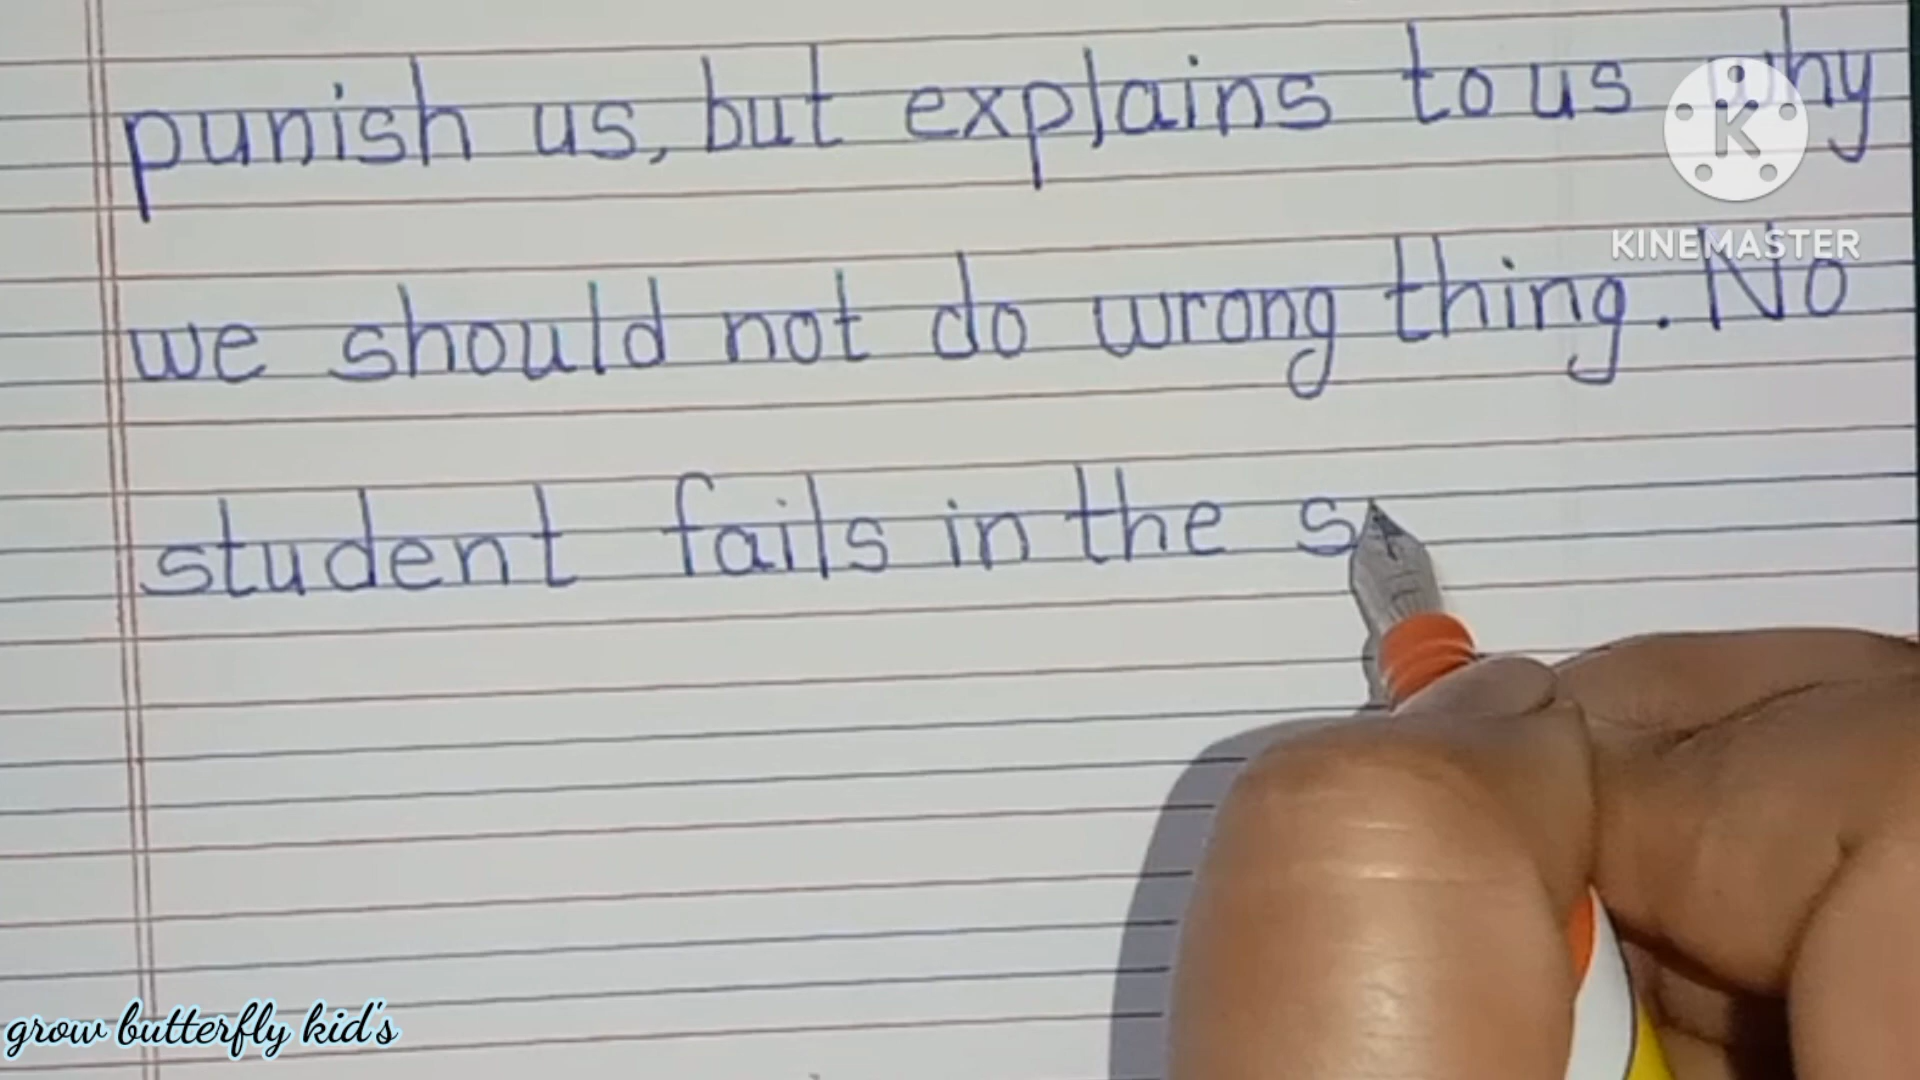 punish us, but explains to us why
KINEMASTER
we should not do wrong thing. No
student fails in the s
grow butterfly kid's